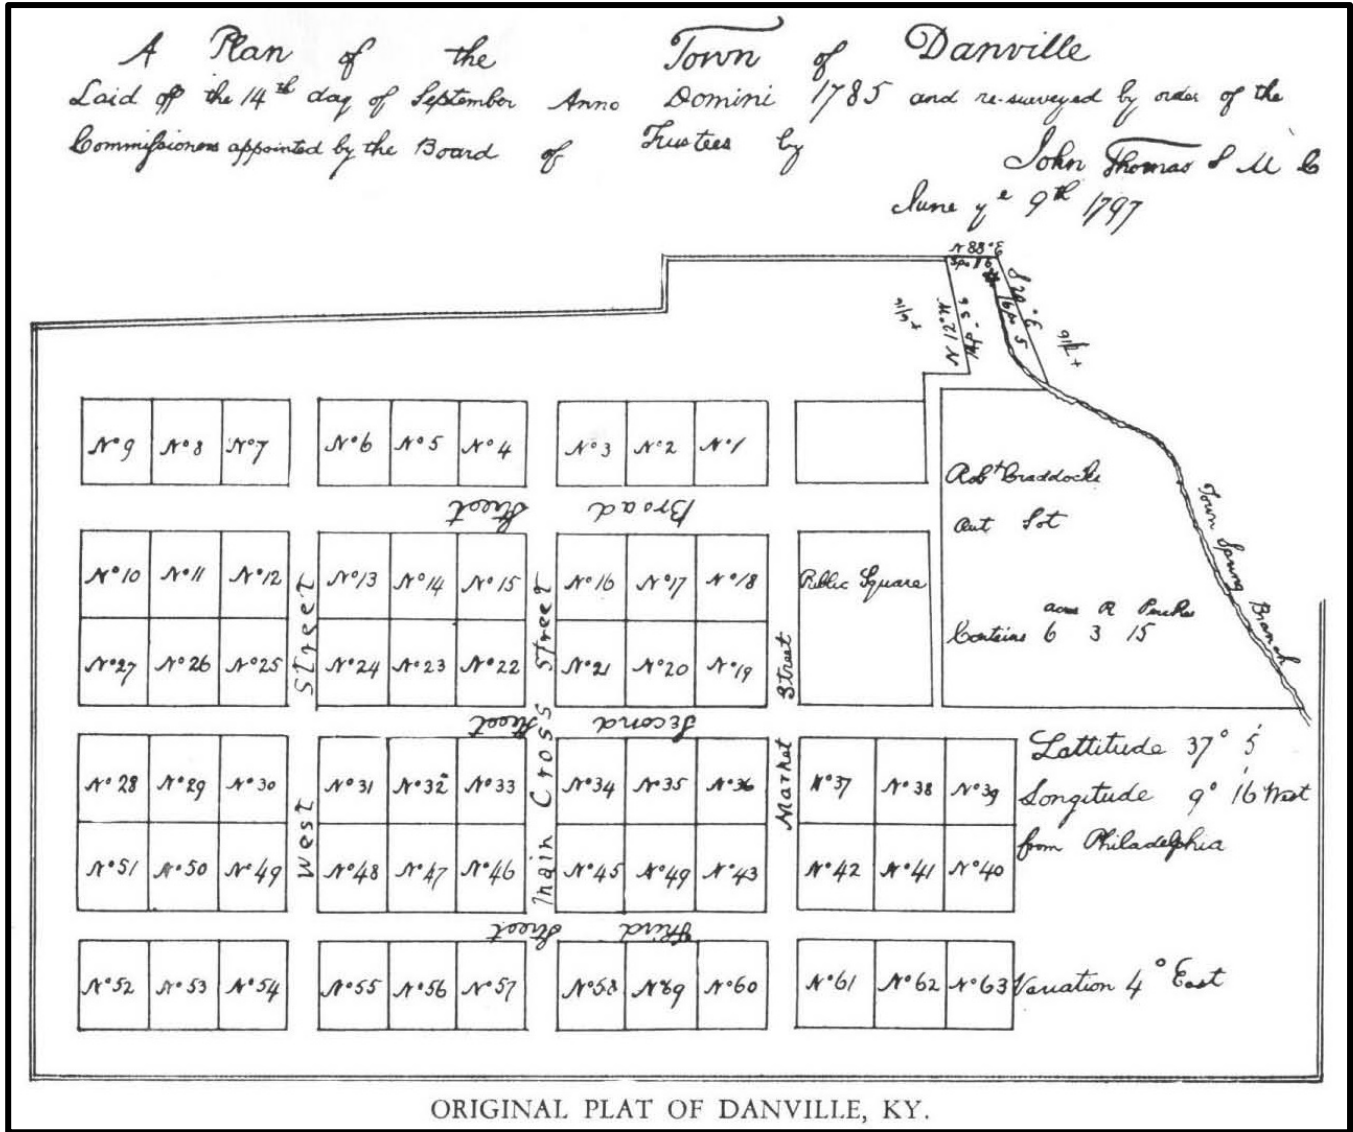 A Plan of the Town of Danville
Laid off the 14th day of September Anno Domini 1785 and re-surveyed by order of the
Commissioners appointed by the Board of Trustees by
John Thomas S M C
June ye 9th 1797
N 88° E
N 12° W
S 20° E
No 9 No 8 No 7 No 6 No 5 No 4 No 3 No 2 No 1
Robt Craddocks
Out Lot
Contains 6 3 15
acres R Perches
Town Spring Branch
Broad Street
No 10 No 11 No 12 No 13 No 14 No 15 No 16 No 17 No 18 Public Square
No 27 No 26 No 25 No 24 No 23 No 22 No 21 No 20 No 19
Second Street
West Street
Main Cross Street
Market Street
No 28 No 29 No 30 No 31 No 32 No 33 No 34 No 35 No 36 No 37 No 38 No 39
No 51 No 50 No 49 No 48 No 47 No 46 No 45 No 49 No 43 No 42 No 41 No 40
Lattitude 37° 5'
Longitude 9° 16' West
from Philadelphia
Third Street
No 52 No 53 No 54 No 55 No 56 No 57 No 58 No 59 No 60 No 61 No 62 No 63
Variation 4° East
ORIGINAL PLAT OF DANVILLE, KY.